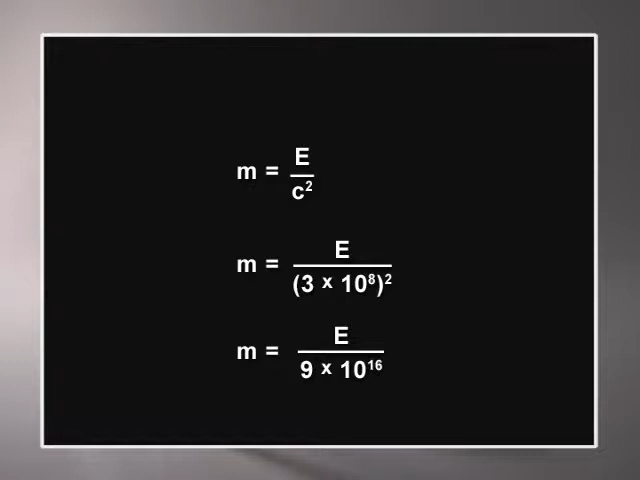 m = E / c²
m = E / (3 × 10⁸)²
m = E / 9 × 10¹⁶